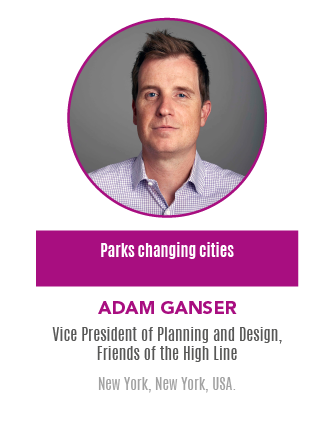 Parks changing cities
ADAM GANSER
Vice President of Planning and Design,
Friends of the High Line
New York, New York, USA.